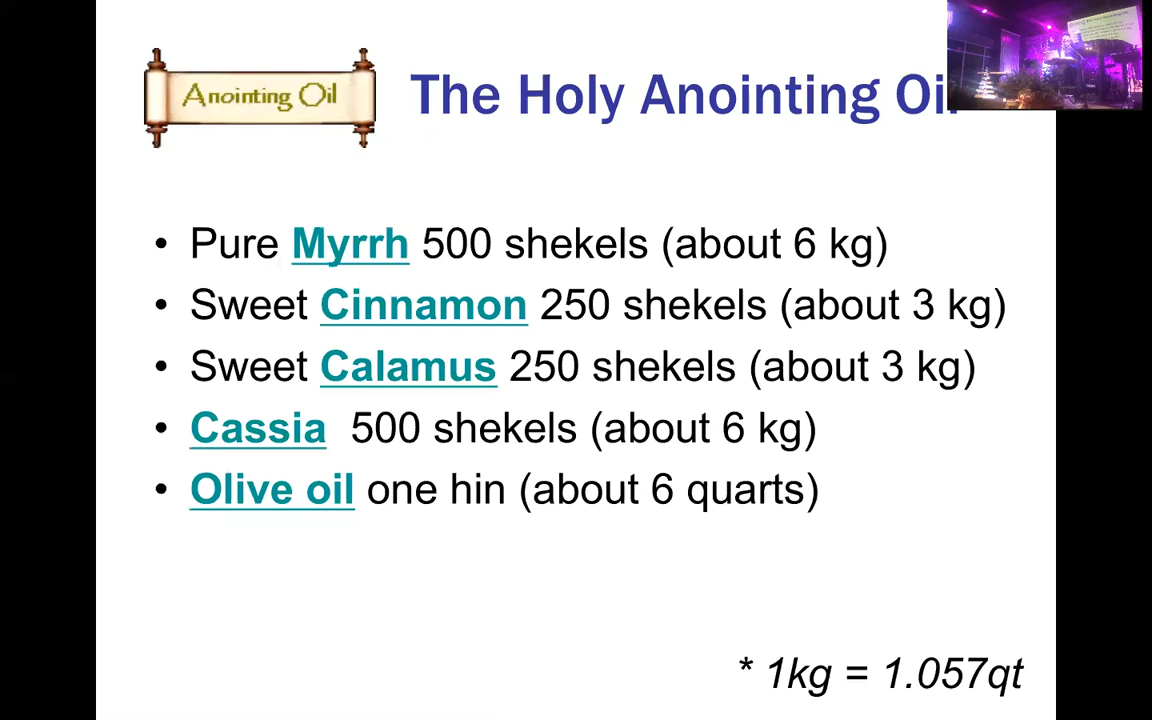 Anointing Oil
The Holy Anointing Oil
• Pure Myrrh 500 shekels (about 6 kg)
• Sweet Cinnamon 250 shekels (about 3 kg)
• Sweet Calamus 250 shekels (about 3 kg)
• Cassia 500 shekels (about 6 kg)
• Olive oil one hin (about 6 quarts)
* 1kg = 1.057qt